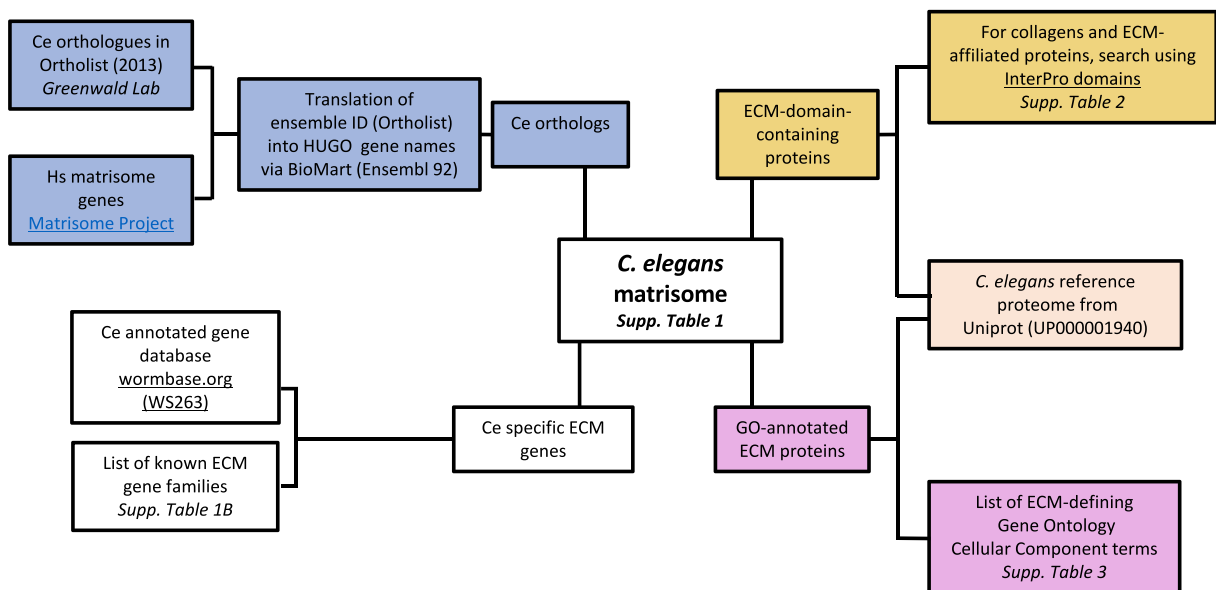 Ce orthologues in
Ortholist (2013)
Greenwald Lab
Hs matrisome
genes
Matrisome Project
Translation of
ensemble ID (Ortholist)
into HUGO gene names
via BioMart (Ensembl 92)
Ce orthologs
ECM-domain-
containing
proteins
For collagens and ECM-
affiliated proteins, search using
InterPro domains
Supp. Table 2
C. elegans
matrisome
Supp. Table 1
C. elegans reference
proteome from
Uniprot (UP000001940)
Ce annotated gene
database
wormbase.org
(WS263)
List of known ECM
gene families
Supp. Table 1B
Ce specific ECM
genes
GO-annotated
ECM proteins
List of ECM-defining
Gene Ontology
Cellular Component terms
Supp. Table 3